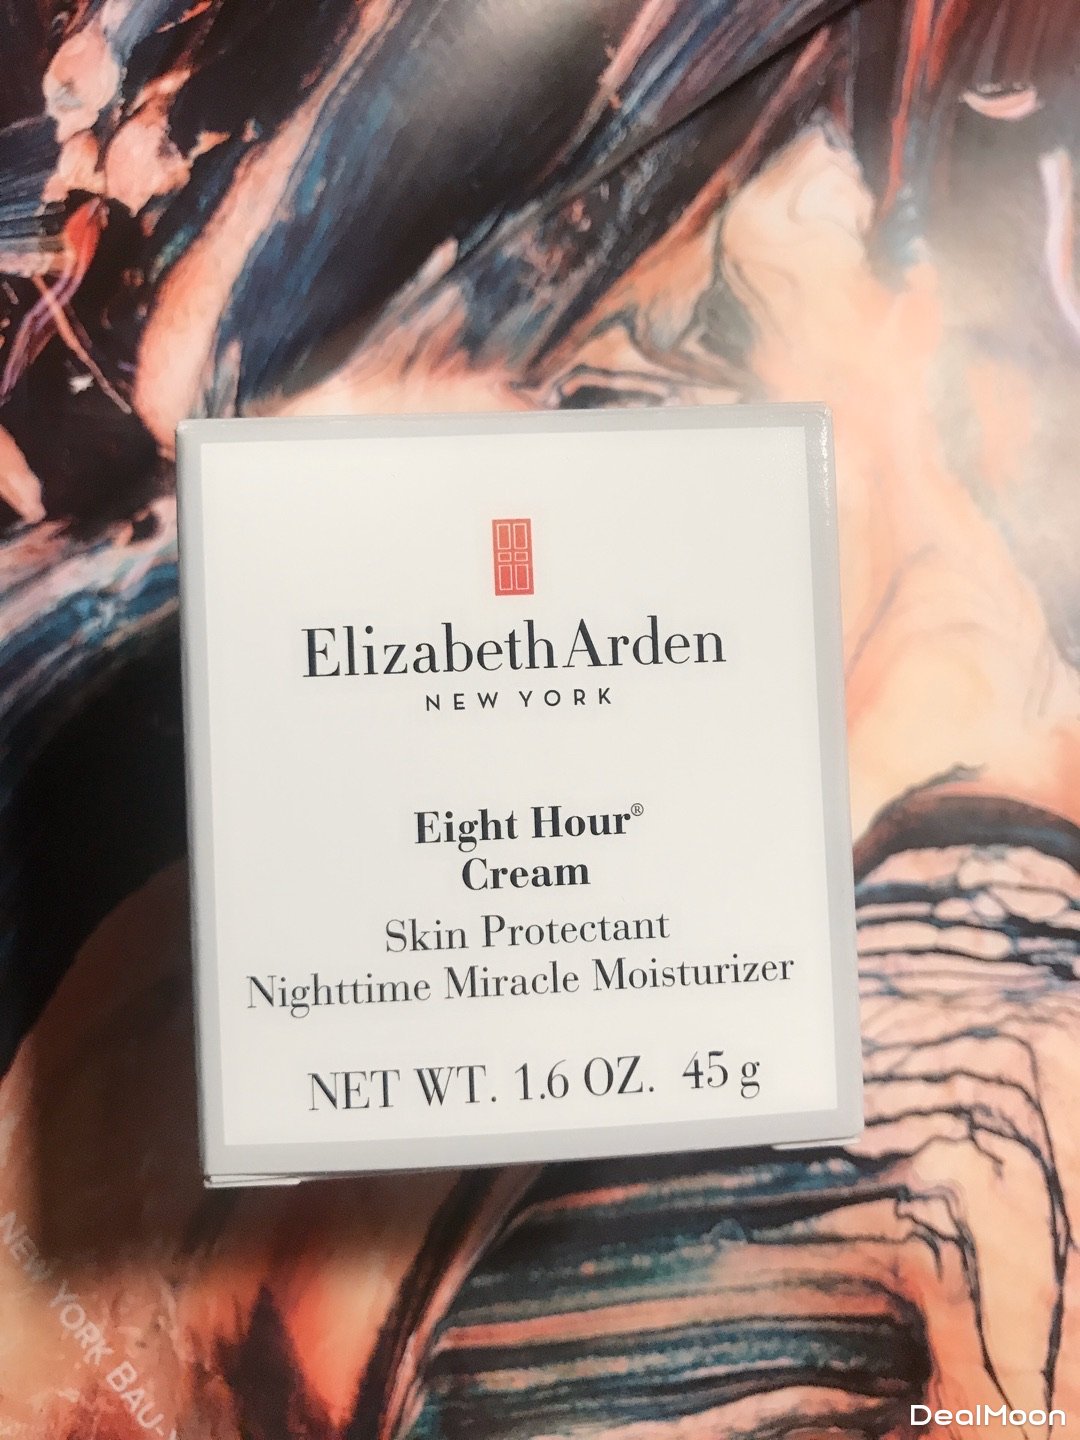 Elizabeth Arden
NEW YORK
Eight Hour®
Cream
Skin Protectant
Nighttime Miracle Moisturizer
NET WT. 1.6 OZ. 45 g
NEW YORK BAU-
DealMoon